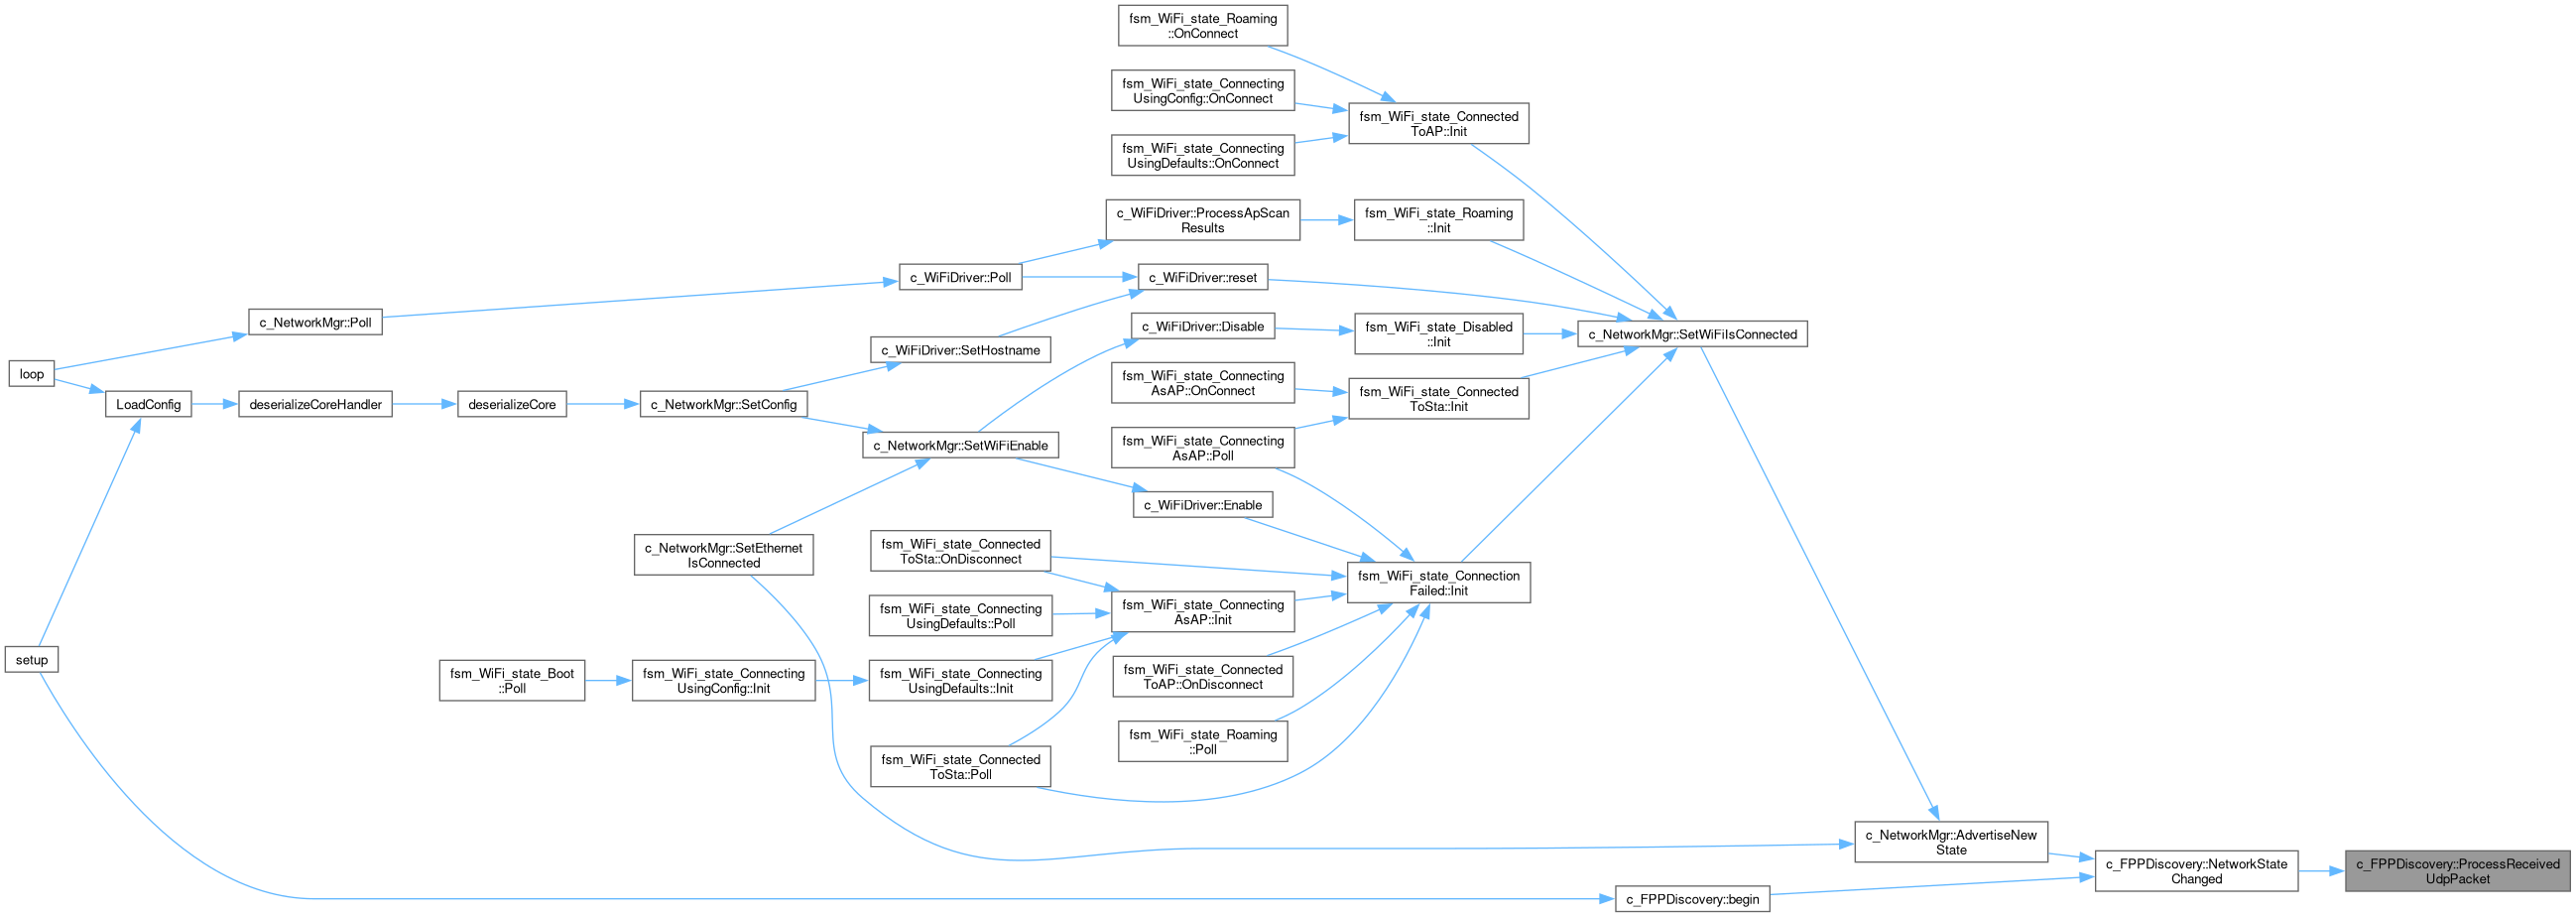 fsm_WiFi_state_Roaming
::OnConnect
fsm_WiFi_state_Connecting
UsingConfig::OnConnect
fsm_WiFi_state_Connected
ToAP::Init
fsm_WiFi_state_Connecting
UsingDefaults::OnConnect
c_WiFiDriver::ProcessApScan
Results
fsm_WiFi_state_Roaming
::Init
c_WiFiDriver::Poll
c_WiFiDriver::reset
c_NetworkMgr::Poll
c_WiFiDriver::Disable
fsm_WiFi_state_Disabled
::Init
c_NetworkMgr::SetWiFiIsConnected
c_WiFiDriver::SetHostname
loop
fsm_WiFi_state_Connecting
AsAP::OnConnect
LoadConfig
deserializeCoreHandler
deserializeCore
c_NetworkMgr::SetConfig
fsm_WiFi_state_Connected
ToSta::Init
c_NetworkMgr::SetWiFiEnable
fsm_WiFi_state_Connecting
AsAP::Poll
c_WiFiDriver::Enable
c_NetworkMgr::SetEthernet
IsConnected
fsm_WiFi_state_Connected
ToSta::OnDisconnect
fsm_WiFi_state_Connection
Failed::Init
fsm_WiFi_state_Connecting
UsingDefaults::Poll
fsm_WiFi_state_Connecting
AsAP::Init
setup
fsm_WiFi_state_Boot
::Poll
fsm_WiFi_state_Connecting
UsingConfig::Init
fsm_WiFi_state_Connecting
UsingDefaults::Init
fsm_WiFi_state_Connected
ToAP::OnDisconnect
fsm_WiFi_state_Roaming
::Poll
fsm_WiFi_state_Connected
ToSta::Poll
c_NetworkMgr::AdvertiseNew
State
c_FPPDiscovery::NetworkState
Changed
c_FPPDiscovery::ProcessReceived
UdpPacket
c_FPPDiscovery::begin